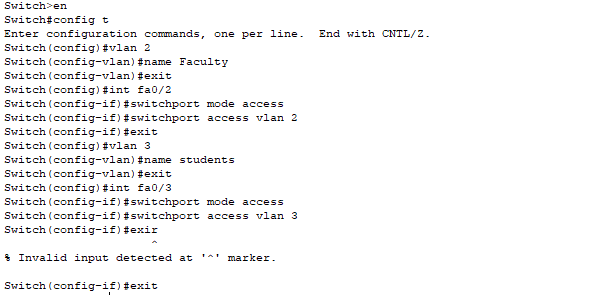 Switch>en
Switch#config t
Enter configuration commands, one per line.  End with CNTL/Z.
Switch(config)#vlan 2
Switch(config-vlan)#name Faculty
Switch(config-vlan)#exit
Switch(config)#int fa0/2
Switch(config-if)#switchport mode access
Switch(config-if)#switchport access vlan 2
Switch(config-if)#exit
Switch(config)#vlan 3
Switch(config-vlan)#name students
Switch(config-vlan)#exit
Switch(config)#int fa0/3
Switch(config-if)#switchport mode access
Switch(config-if)#switchport access vlan 3
Switch(config-if)#exir
^
% Invalid input detected at '^' marker.
Switch(config-if)#exit